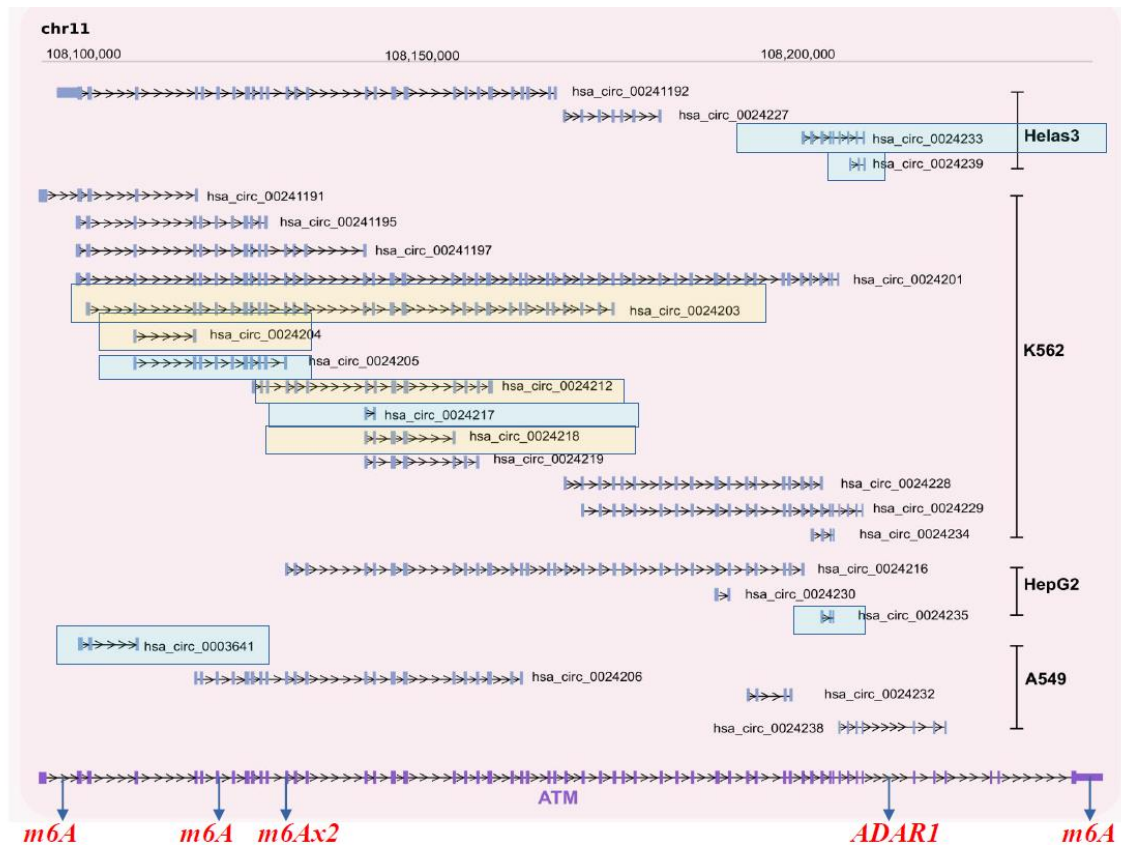 chr11
108,100,000 108,150,000 108,200,000
hsa_circ_00241192
hsa_circ_0024227
hsa_circ_0024233 Helas3
hsa_circ_0024239
hsa_circ_00241191
hsa_circ_00241195
hsa_circ_00241197
hsa_circ_0024201
hsa_circ_0024203
hsa_circ_0024204
K562
hsa_circ_0024205
hsa_circ_0024212
hsa_circ_0024217
hsa_circ_0024218
hsa_circ_0024219
hsa_circ_0024228
hsa_circ_0024229
hsa_circ_0024234
hsa_circ_0024216
HepG2
hsa_circ_0024230
hsa_circ_0024235
hsa_circ_0003641
hsa_circ_0024206
A549
hsa_circ_0024232
hsa_circ_0024238
ATM
m6A m6A m6Ax2 ADAR1 m6A